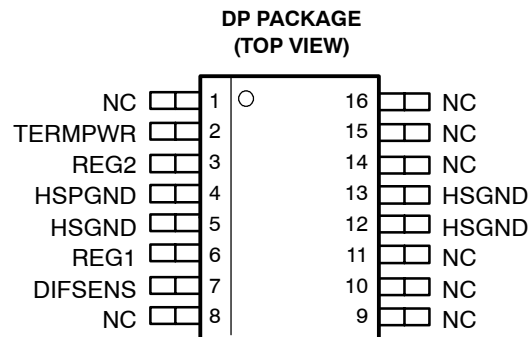 DP PACKAGE
(TOP VIEW)
NC 1 16 NC
TERMPWR 2 15 NC
REG2 3 14 NC
HSPGND 4 13 HSGND
HSGND 5 12 HSGND
REG1 6 11 NC
DIFSENS 7 10 NC
NC 8 9 NC